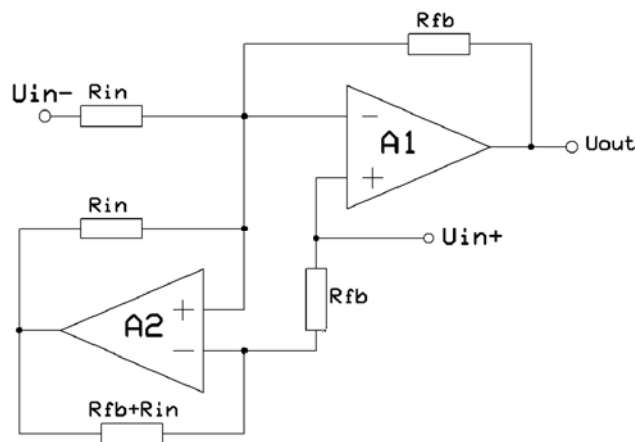 Rfb
Uin-
Rin
−
A1
+
Uout
Rin
Uin+
Rfb
+
A2
−
Rfb+Rin